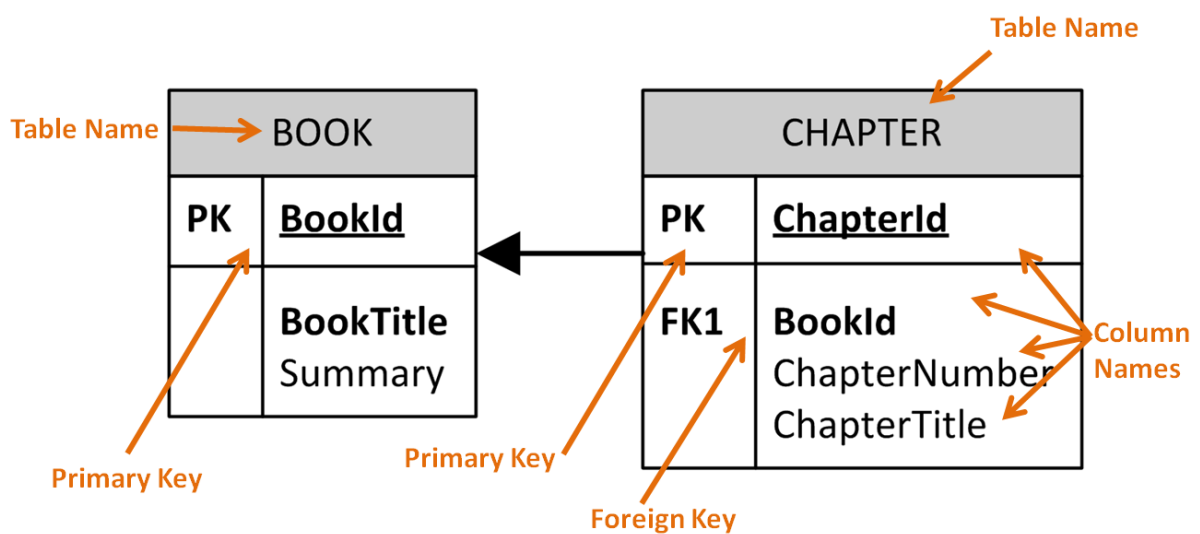 Table Name
Table Name
BOOK
PK BookId
BookTitle
Summary
CHAPTER
PK ChapterId
FK1 BookId
ChapterNumber
ChapterTitle
Column
Names
Primary Key
Primary Key
Foreign Key